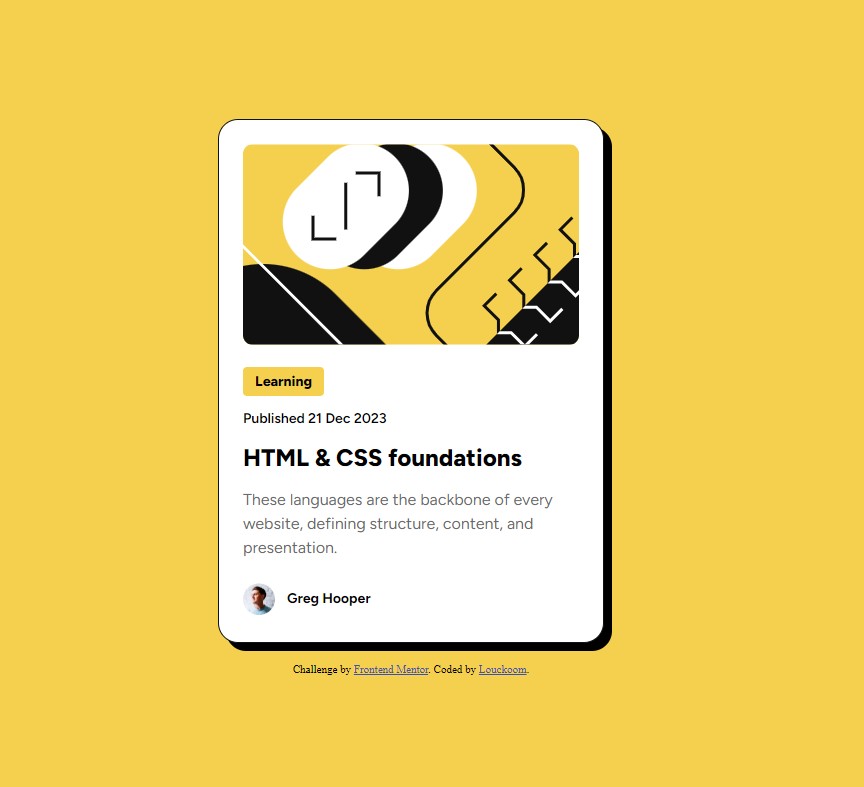 Learning
Published 21 Dec 2023
HTML & CSS foundations
These languages are the backbone of every
website, defining structure, content, and
presentation.
Greg Hooper
Challenge by Frontend Mentor. Coded by Louckoom.